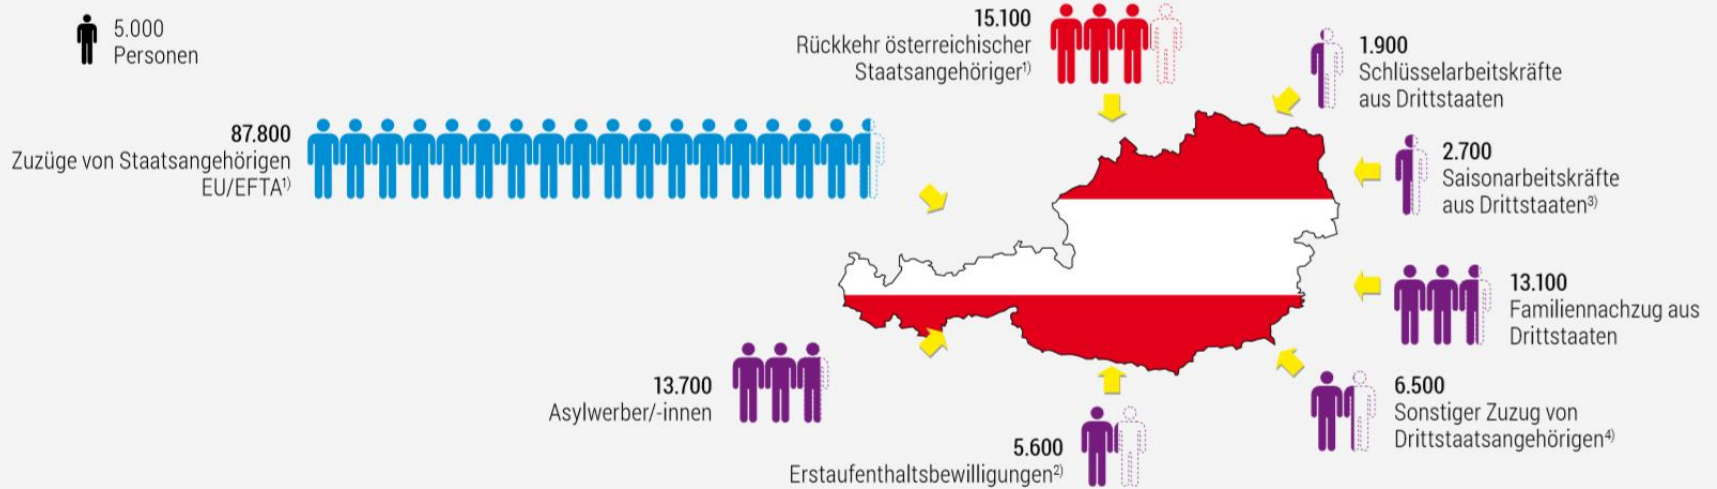 5.000
Personen
15.100
Rückkehr österreichischer
Staatsangehöriger¹⁾
1.900
Schlüsselarbeitskräfte
aus Drittstaaten
87.800
Zuzüge von Staatsangehörigen
EU/EFTA¹⁾
2.700
Saisonarbeitskräfte
aus Drittstaaten³⁾
13.100
Familiennachzug aus
Drittstaaten
13.700
Asylwerber/-innen
5.600
Erstaufenthaltsbewilligungen²⁾
6.500
Sonstiger Zuzug von
Drittstaatsangehörigen⁴⁾